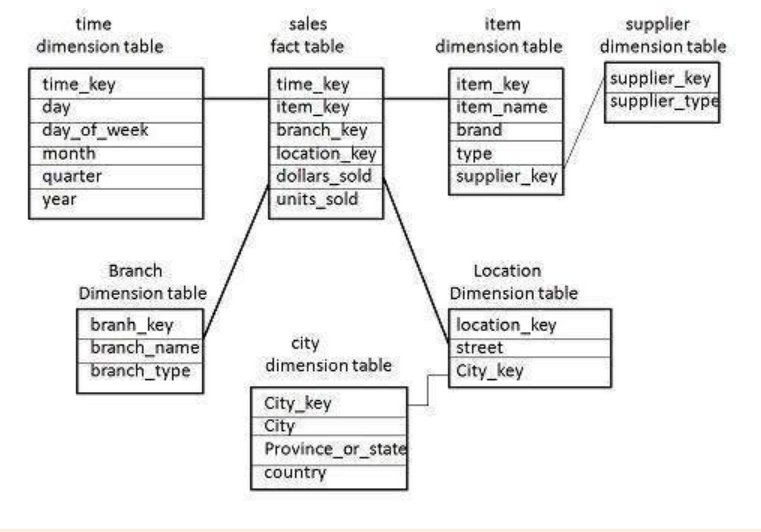 time
dimension table
time_key
day
day_of_week
month
quarter
year
sales
fact table
time_key
item_key
branch_key
location_key
dollars_sold
units_sold
item
dimension table
item_key
item_name
brand
type
supplier_key
supplier
dimension table
supplier_key
supplier_type
Branch
Dimension table
branh_key
branch_name
branch_type
city
dimension table
City_key
City
Province_or_state
country
Location
Dimension table
location_key
street
City_key